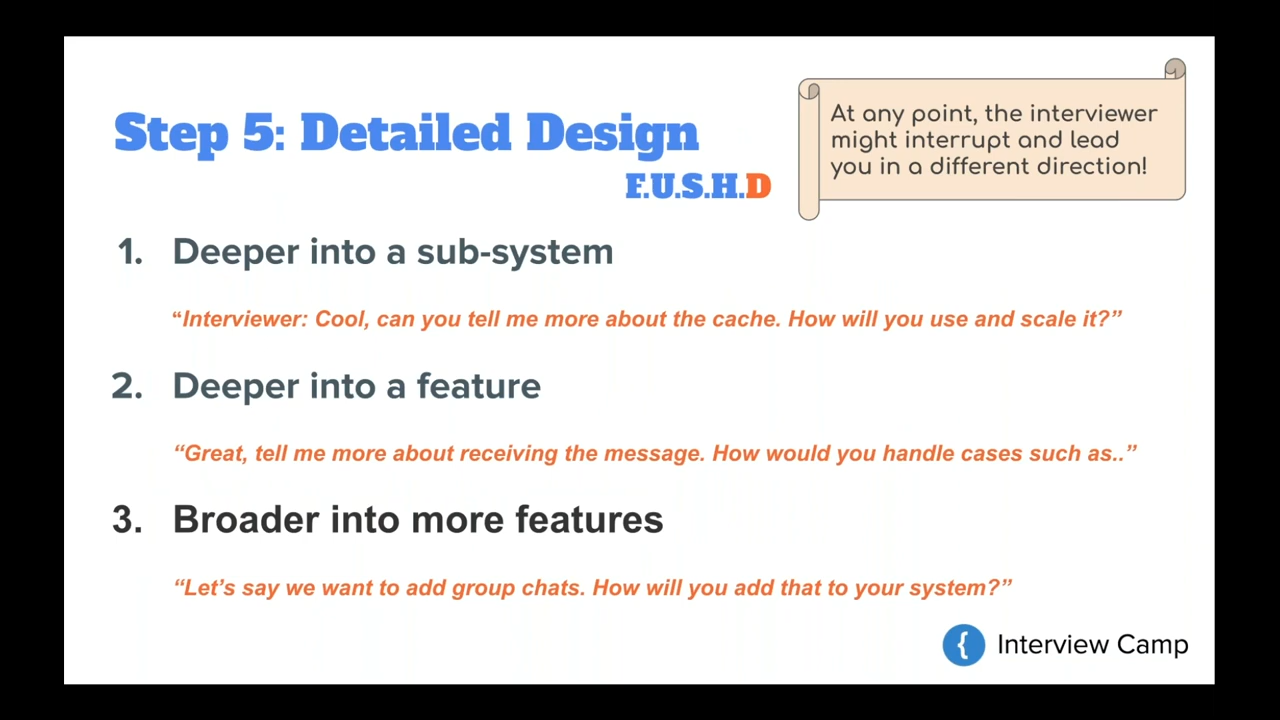 Step 5: Detailed Design
F.U.S.H.D
At any point, the interviewer
might interrupt and lead
you in a different direction!
1. Deeper into a sub-system
“Interviewer: Cool, can you tell me more about the cache. How will you use and scale it?”
2. Deeper into a feature
“Great, tell me more about receiving the message. How would you handle cases such as..”
3. Broader into more features
“Let’s say we want to add group chats. How will you add that to your system?”
{ Interview Camp